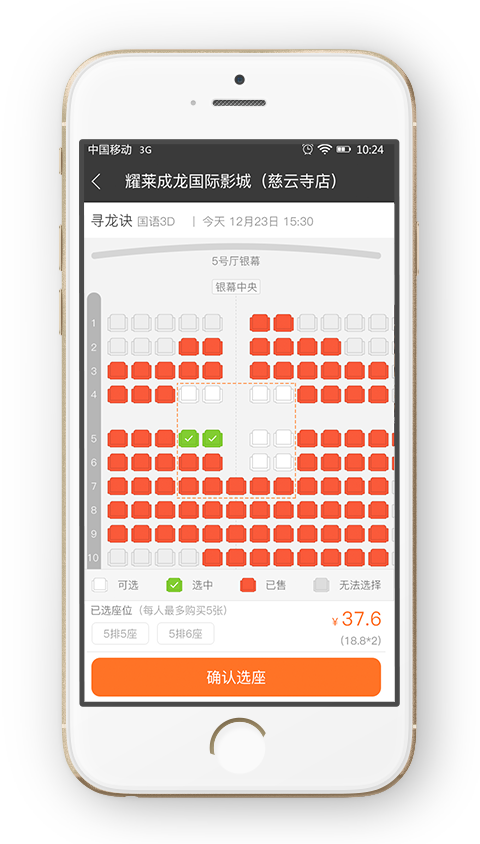 中国移动 3G 10:24
耀莱成龙国际影城（慈云寺店）
寻龙诀 国语3D | 今天 12月23日 15:30
5号厅银幕
银幕中央
1
2
3
4
5
6
7
8
9
10
可选 选中 已售 无法选择
已选座位（每人最多购买5张） ¥ 37.6
5排5座 5排6座 (18.8*2)
确认选座